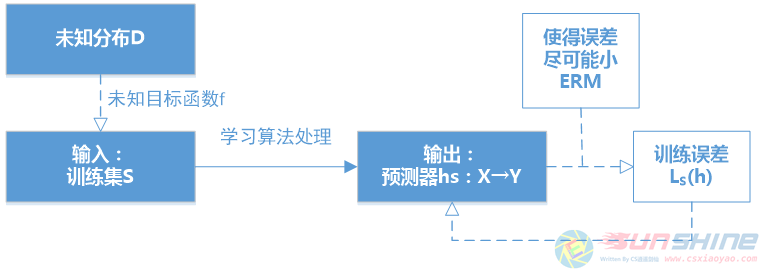 未知分布D
未知目标函数f
输入：
训练集S
学习算法处理
输出：
预测器hs：X→Y
使得误差
尽可能小
ERM
训练误差
Lₛ(h)
SUNSHINE
Written By CS逍遥剑仙
www.csxiaoyao.com